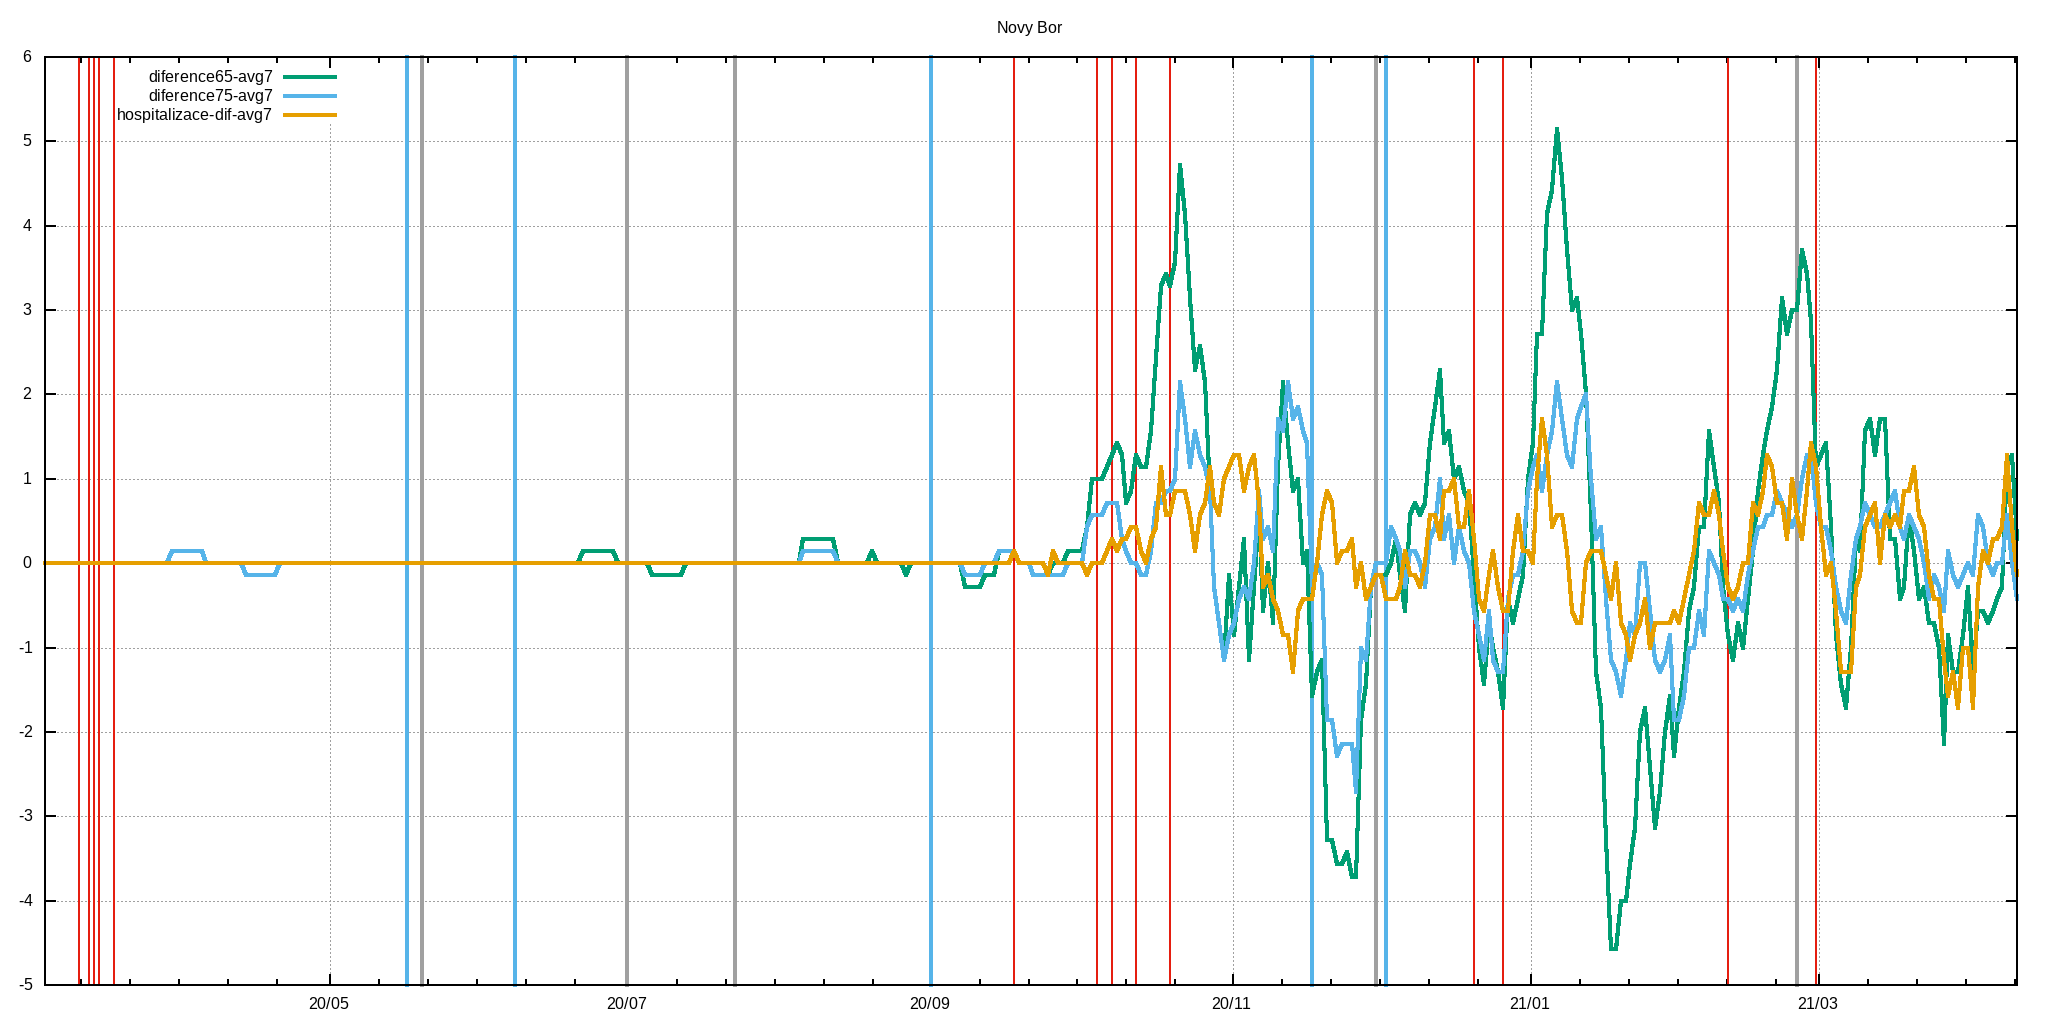 Novy Bor
6
diference65-avg7
diference75-avg7
hospitalizace-dif-avg7
5
4
3
2
1
0
-1
-2
-3
-4
-5
20/05 20/07 20/09 20/11 21/01 21/03